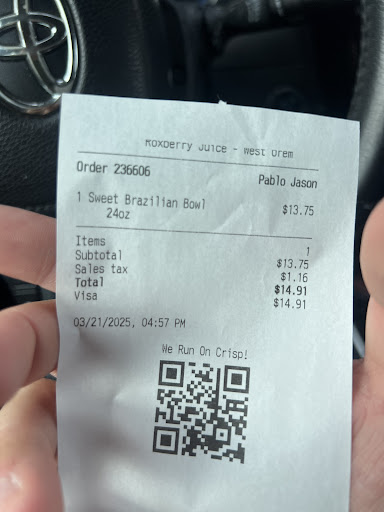 Roxberry Juice - West Orem
Order 236606
Pablo Jason
1 Sweet Brazilian Bowl $13.75
24oz
Items 1
Subtotal $13.75
Sales tax $1.16
Total $14.91
Visa $14.91
03/21/2025, 04:57 PM
We Run On Crisp!